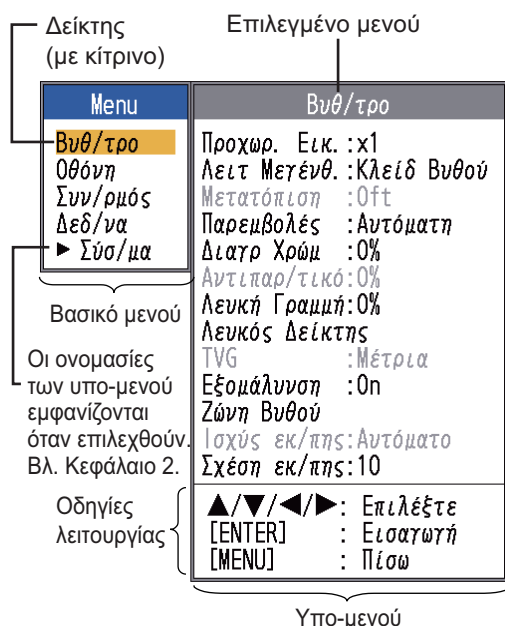 Δείκτης
(με κίτρινο)
Επιλεγμένο μενού
Menu
Βυθ/τρο
Οθόνη
Συν/ρμός
Δεδ/να
▶ Σύσ/μα
Βασικό μενού
Οι ονομασίες
των υπο-μενού
εμφανίζονται
όταν επιλεχθούν.
Βλ. Κεφάλαιο 2.
Οδηγίες
λειτουργίας
Βυθ/τρο
Προχωρ. Εικ. :x1
Λειτ Μεγένθ. :Κλείδ Βυθού
Μετατόπιση :0ft
Παρεμβολές :Αυτόματη
Διαγρ Χρώμ :0%
Αντιπαρ/τικό:0%
Λευκή Γραμμή:0%
Λευκός Δείκτης
TVG :Μέτρια
Εξομάλυνση :On
Ζώνη Βυθού
Ισχύς εκ/πης:Αυτόματο
Σχέση εκ/πης:10
▲/▼/◀/▶: Επιλέξτε
[ENTER] : Εισαγωγή
[MENU] : Πίσω
Υπο-μενού